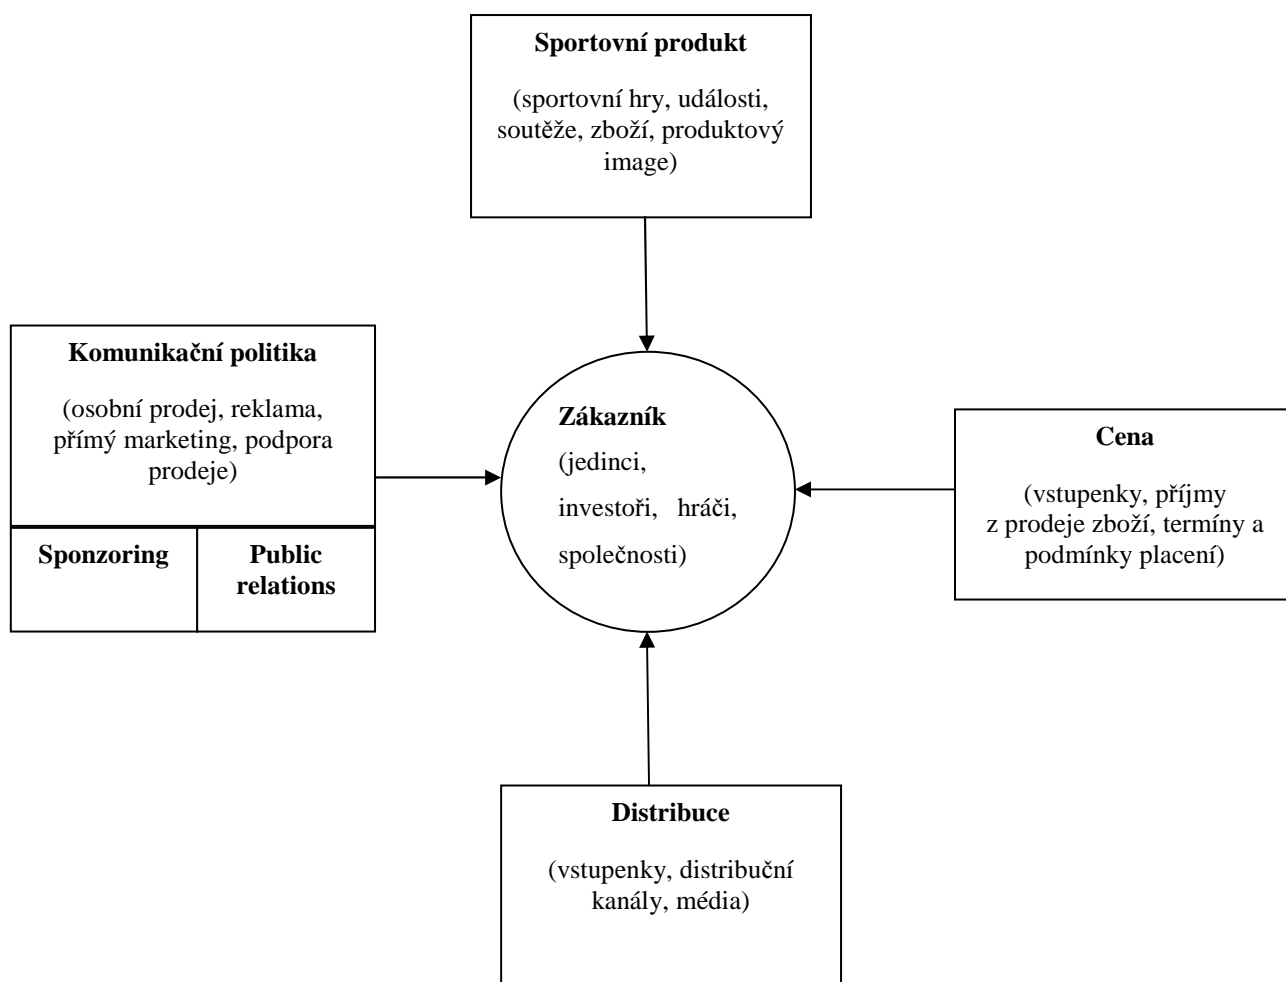 Sportovní produkt
(sportovní hry, události,
soutěže, zboží, produktový
image)
Komunikační politika
(osobní prodej, reklama,
přímý marketing, podpora
prodeje)
Sponzoring
Public
relations
Zákazník
(jedinci,
investoři, hráči,
společnosti)
Cena
(vstupenky, příjmy
z prodeje zboží, termíny a
podmínky placení)
Distribuce
(vstupenky, distribuční
kanály, média)